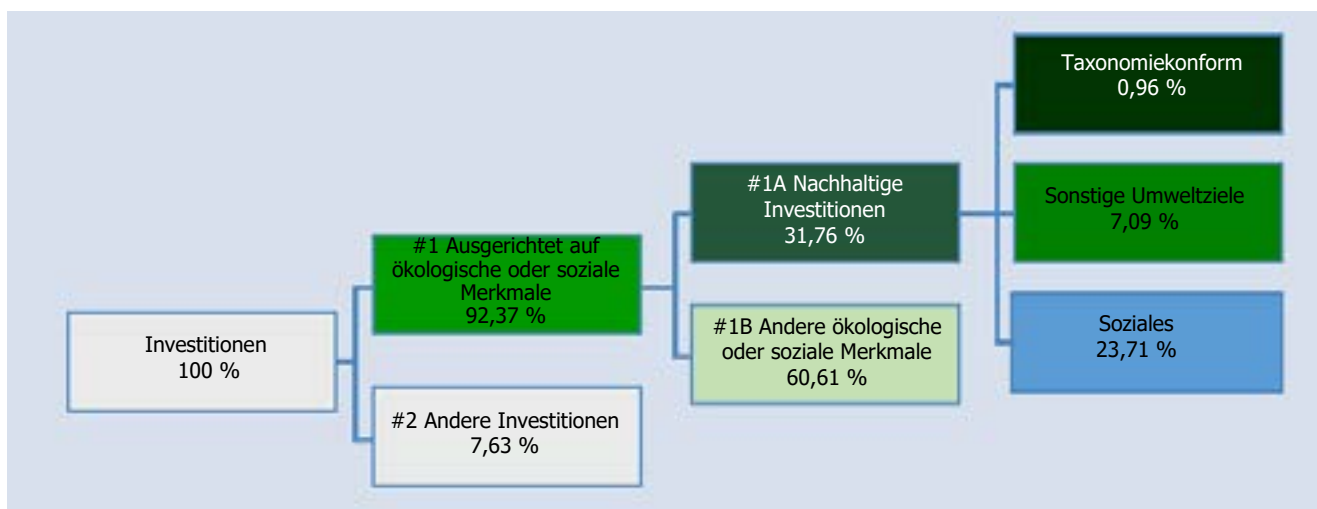 Investitionen
100 %
#1 Ausgerichtet auf
ökologische oder soziale
Merkmale
92,37 %
#2 Andere Investitionen
7,63 %
#1A Nachhaltige
Investitionen
31,76 %
#1B Andere ökologische
oder soziale Merkmale
60,61 %
Taxonomiekonform
0,96 %
Sonstige Umweltziele
7,09 %
Soziales
23,71 %